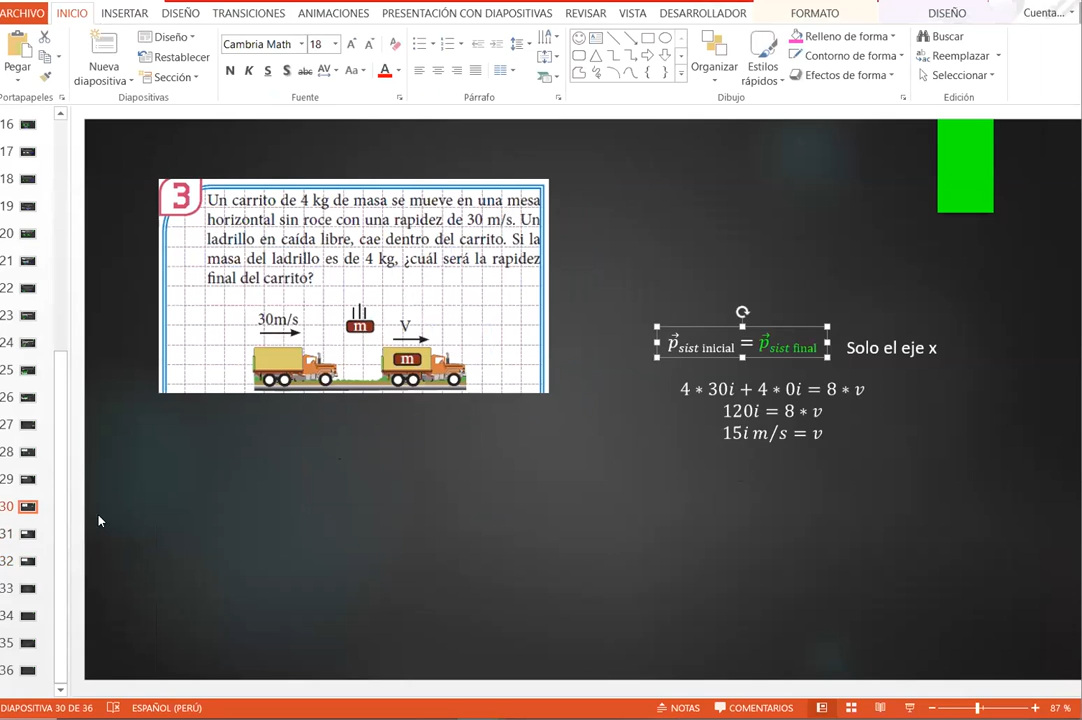 ARCHIVO INICIO INSERTAR DISEÑO TRANSICIONES ANIMACIONES PRESENTACIÓN CON DIAPOSITIVAS REVISAR VISTA DESARROLLADOR FORMATO DISEÑO Cuenta...
Pegar
Nueva diapositiva
Diseño
Restablecer
Sección
Cambria Math 18
N K S S abc AV Aa A
Organizar
Estilos rápidos
Relleno de forma
Contorno de forma
Efectos de forma
Buscar
Reemplazar
Seleccionar
Portapapeles Diapositivas Fuente Párrafo Dibujo Edición
16
17
18
19
20
21
22
23
24
25
26
27
28
29
30
31
32
33
34
35
36
3
Un carrito de 4 kg de masa se mueve en una mesa
horizontal sin roce con una rapidez de 30 m/s. Un
ladrillo en caída libre, cae dentro del carrito. Si la
masa del ladrillo es de 4 kg, ¿cuál será la rapidez
final del carrito?
30m/s
m
V
m
p⃗sist inicial = p⃗sist final
Solo el eje x
4 ∗ 30i + 4 ∗ 0i = 8 ∗ v
120i = 8 ∗ v
15i m/s = v
DIAPOSITIVA 30 DE 36 ESPAÑOL (PERÚ) NOTAS COMENTARIOS 87 %